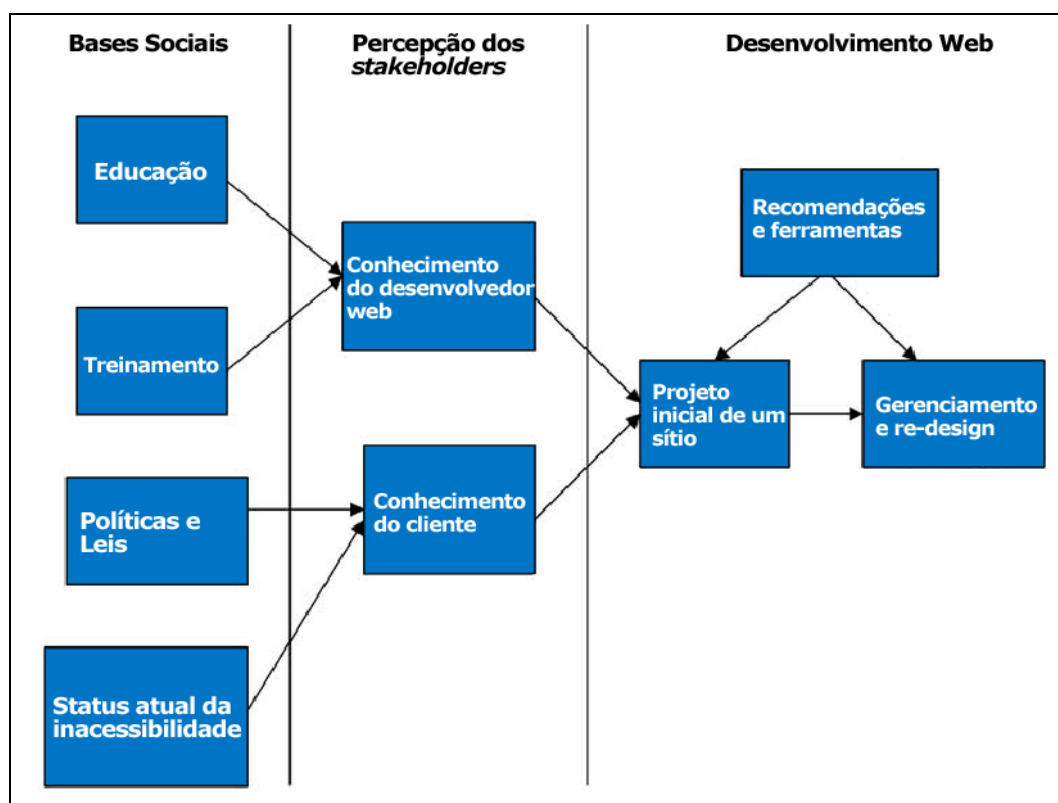 Bases Sociais
Percepção dos
stakeholders
Desenvolvimento Web
Educação
Treinamento
Políticas e
Leis
Status atual da
inacessibilidade
Conhecimento
do desenvolvedor
web
Conhecimento
do cliente
Recomendações
e ferramentas
Projeto
inicial de um
sítio
Gerenciamento
e re-design